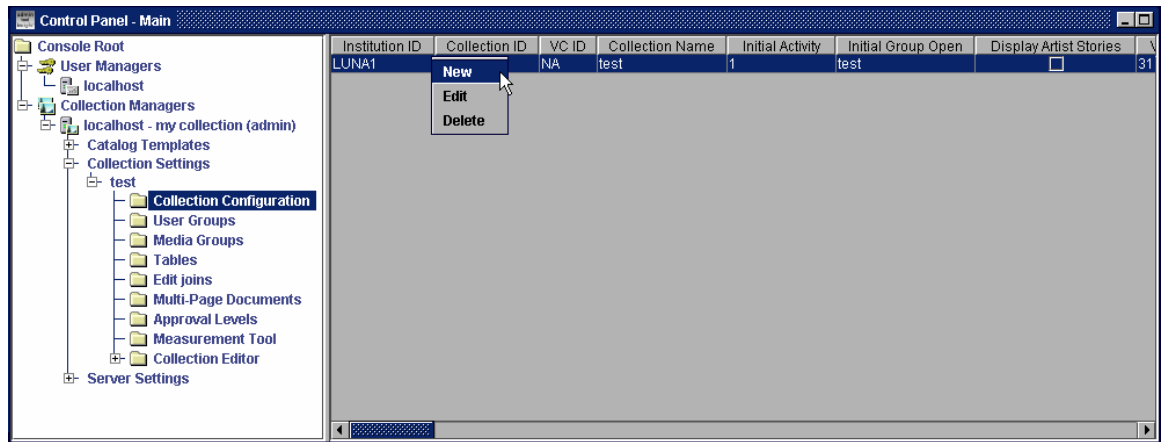 Control Panel - Main
Console Root
User Managers
localhost
Collection Managers
localhost - my collection (admin)
Catalog Templates
Collection Settings
test
Collection Configuration
User Groups
Media Groups
Tables
Edit joins
Multi-Page Documents
Approval Levels
Measurement Tool
Collection Editor
Server Settings
Institution ID Collection ID VC ID Collection Name Initial Activity Initial Group Open Display Artist Stories
LUNA1 NA test 1 test 31
New
Edit
Delete